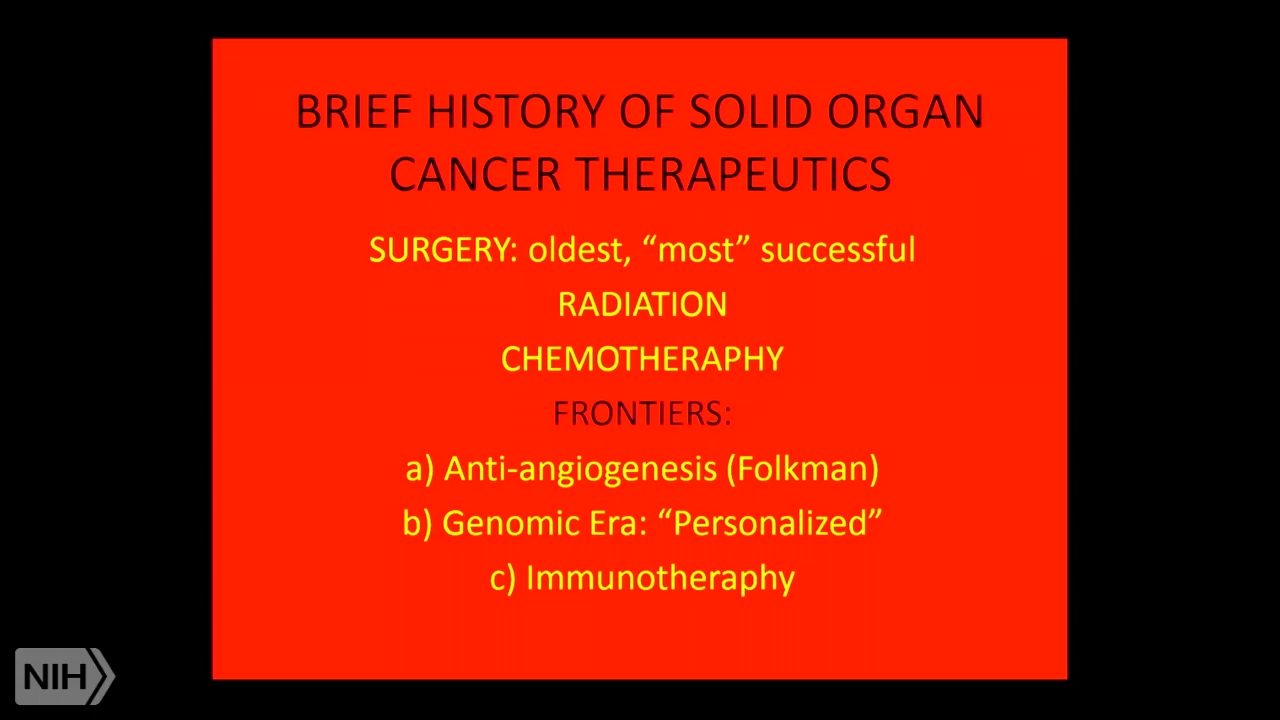 BRIEF HISTORY OF SOLID ORGAN
CANCER THERAPEUTICS
SURGERY: oldest, “most” successful
RADIATION
CHEMOTHERAPHY
FRONTIERS:
a) Anti-angiogenesis (Folkman)
b) Genomic Era: “Personalized”
c) Immunotheraphy
NIH